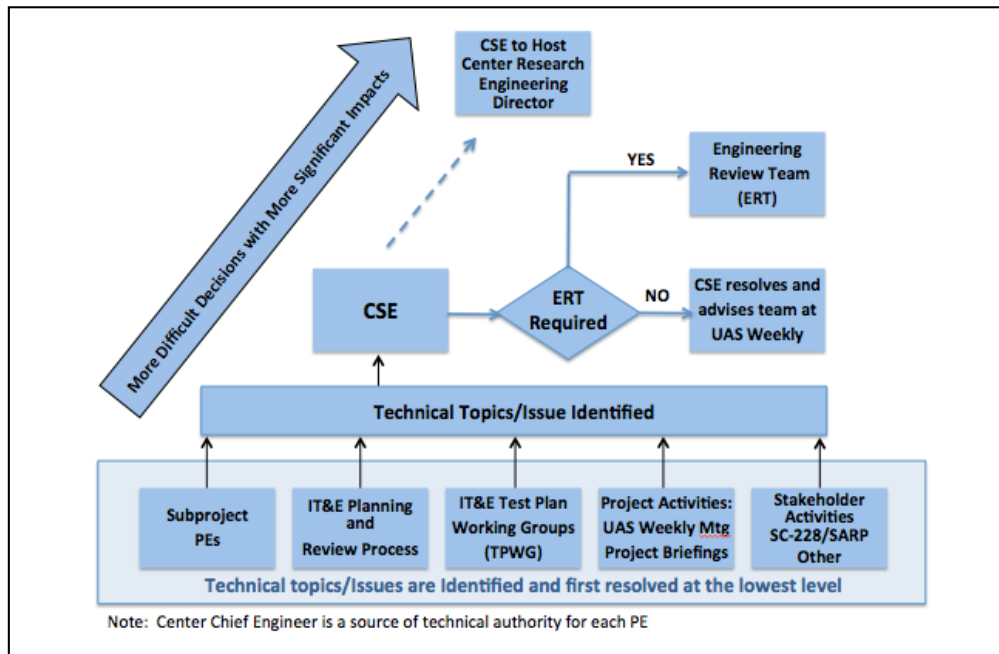 More Difficult Decisions with More Significant Impacts
CSE to Host
Center Research
Engineering
Director
YES
Engineering
Review Team
(ERT)
CSE
ERT
Required
NO
CSE resolves and
advises team at
UAS Weekly
Technical Topics/Issue Identified
Subproject
PEs
IT&E Planning
and
Review Process
IT&E Test Plan
Working Groups
(TPWG)
Project Activities:
UAS Weekly Mtg
Project Briefings
Stakeholder
Activities
SC-228/SARP
Other
Technical topics/Issues are Identified and first resolved at the lowest level
Note: Center Chief Engineer is a source of technical authority for each PE